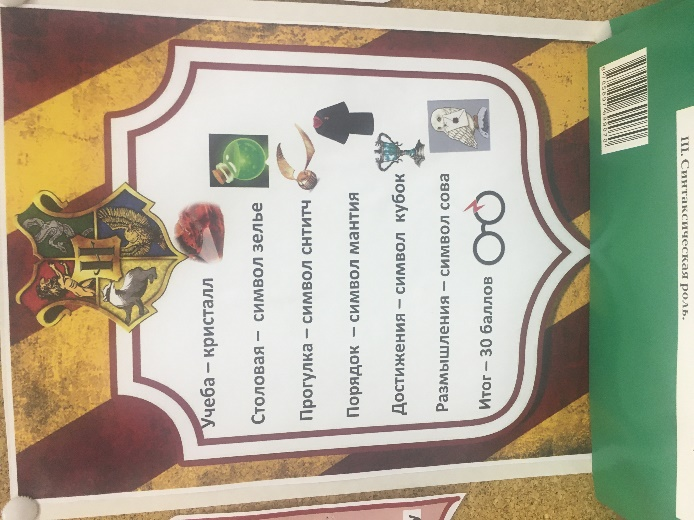 Учеба – кристалл
Столовая – символ зелье
Прогулка – символ снтитч
Порядок – символ мантия
Достижения – символ кубок
Размышления – символ сова
Итог – 30 баллов
Ш. Синтаксическая роль.